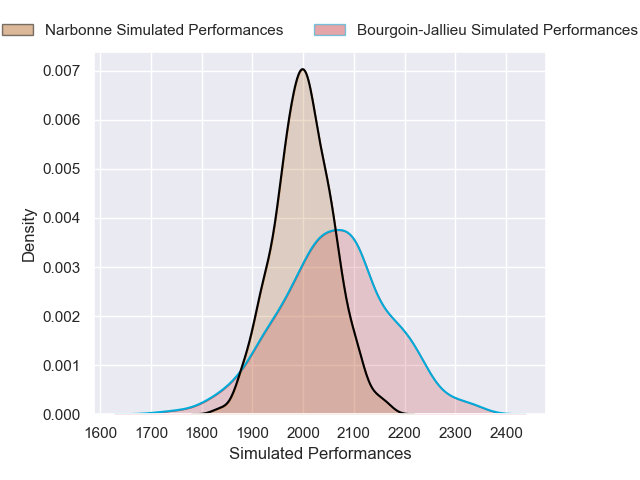 Narbonne Simulated Performances Bourgoin-Jallieu Simulated Performances
0.007
0.006
0.005
0.004
0.003
0.002
0.001
0.000
Density
1600 1700 1800 1900 2000 2100 2200 2300 2400
Simulated Performances